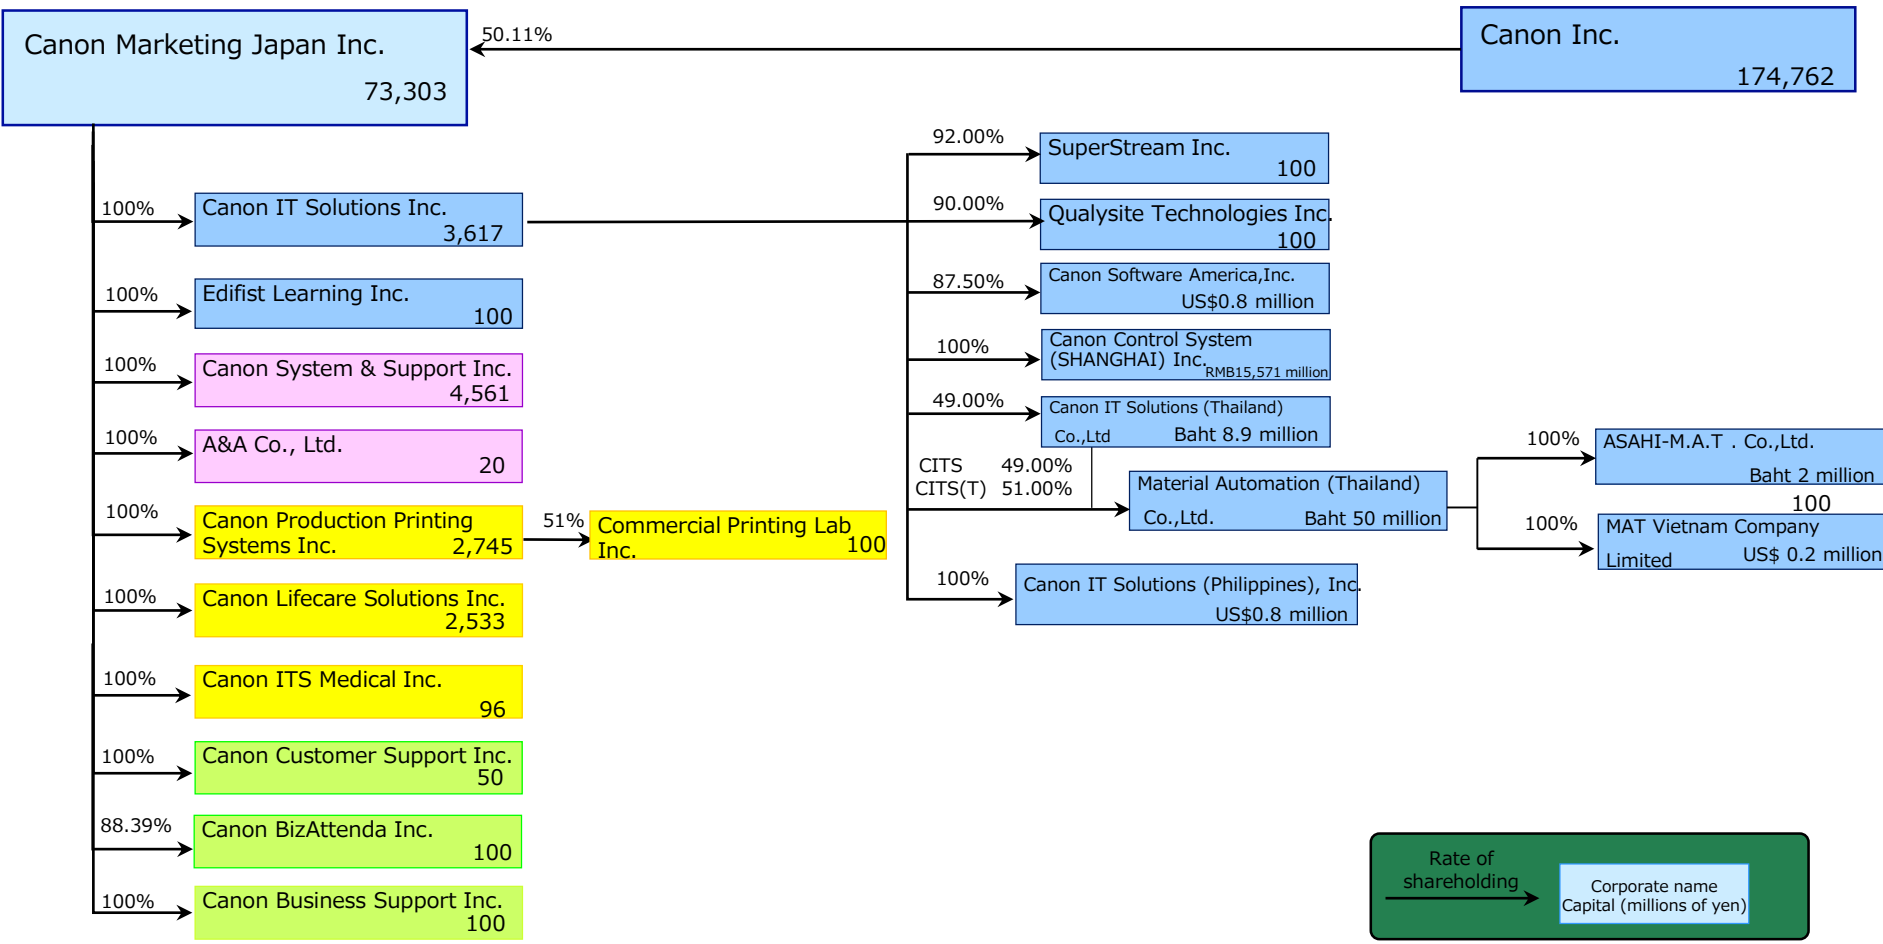 Canon Marketing Japan Inc.
73,303
50.11%
Canon Inc.
174,762
100%
Canon IT Solutions Inc.
3,617
100%
Edifist Learning Inc.
100
100%
Canon System & Support Inc.
4,561
100%
A&A Co., Ltd.
20
100%
Canon Production Printing
Systems Inc.
2,745
51%
Commercial Printing Lab
Inc.
100
100%
Canon Lifecare Solutions Inc.
2,533
100%
Canon ITS Medical Inc.
96
100%
Canon Customer Support Inc.
50
88.39%
Canon BizAttenda Inc.
100
100%
Canon Business Support Inc.
100
92.00%
SuperStream Inc.
100
90.00%
Qualysite Technologies Inc.
100
87.50%
Canon Software America,Inc.
US$0.8 million
100%
Canon Control System
(SHANGHAI) Inc.
RMB15,571 million
49.00%
Canon IT Solutions (Thailand)
Co.,Ltd Baht 8.9 million
CITS 49.00%
CITS(T) 51.00%
Material Automation (Thailand)
Co.,Ltd. Baht 50 million
100%
ASAHI-M.A.T . Co.,Ltd.
Baht 2 million
100
100%
MAT Vietnam Company
Limited US$ 0.2 million
100%
Canon IT Solutions (Philippines), Inc.
US$0.8 million
Rate of
shareholding
Corporate name
Capital (millions of yen)